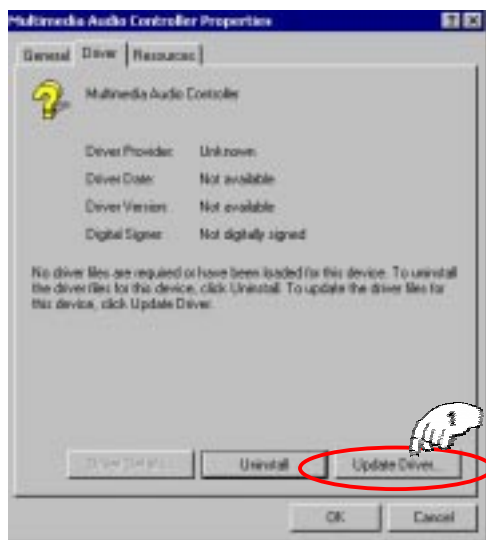 Multimedia Audio Controller Properties
General Driver Resources
Multimedia Audio Controller
Driver Provider: Unknown
Driver Date: Not available
Driver Version: Not available
Digital Signer: Not digitally signed
No driver files are required or have been loaded for this device. To uninstall
the driver files for this device, click Uninstall. To update the driver files for
this device, click Update Driver.
1
Driver Details... Uninstall Update Driver...
OK Cancel